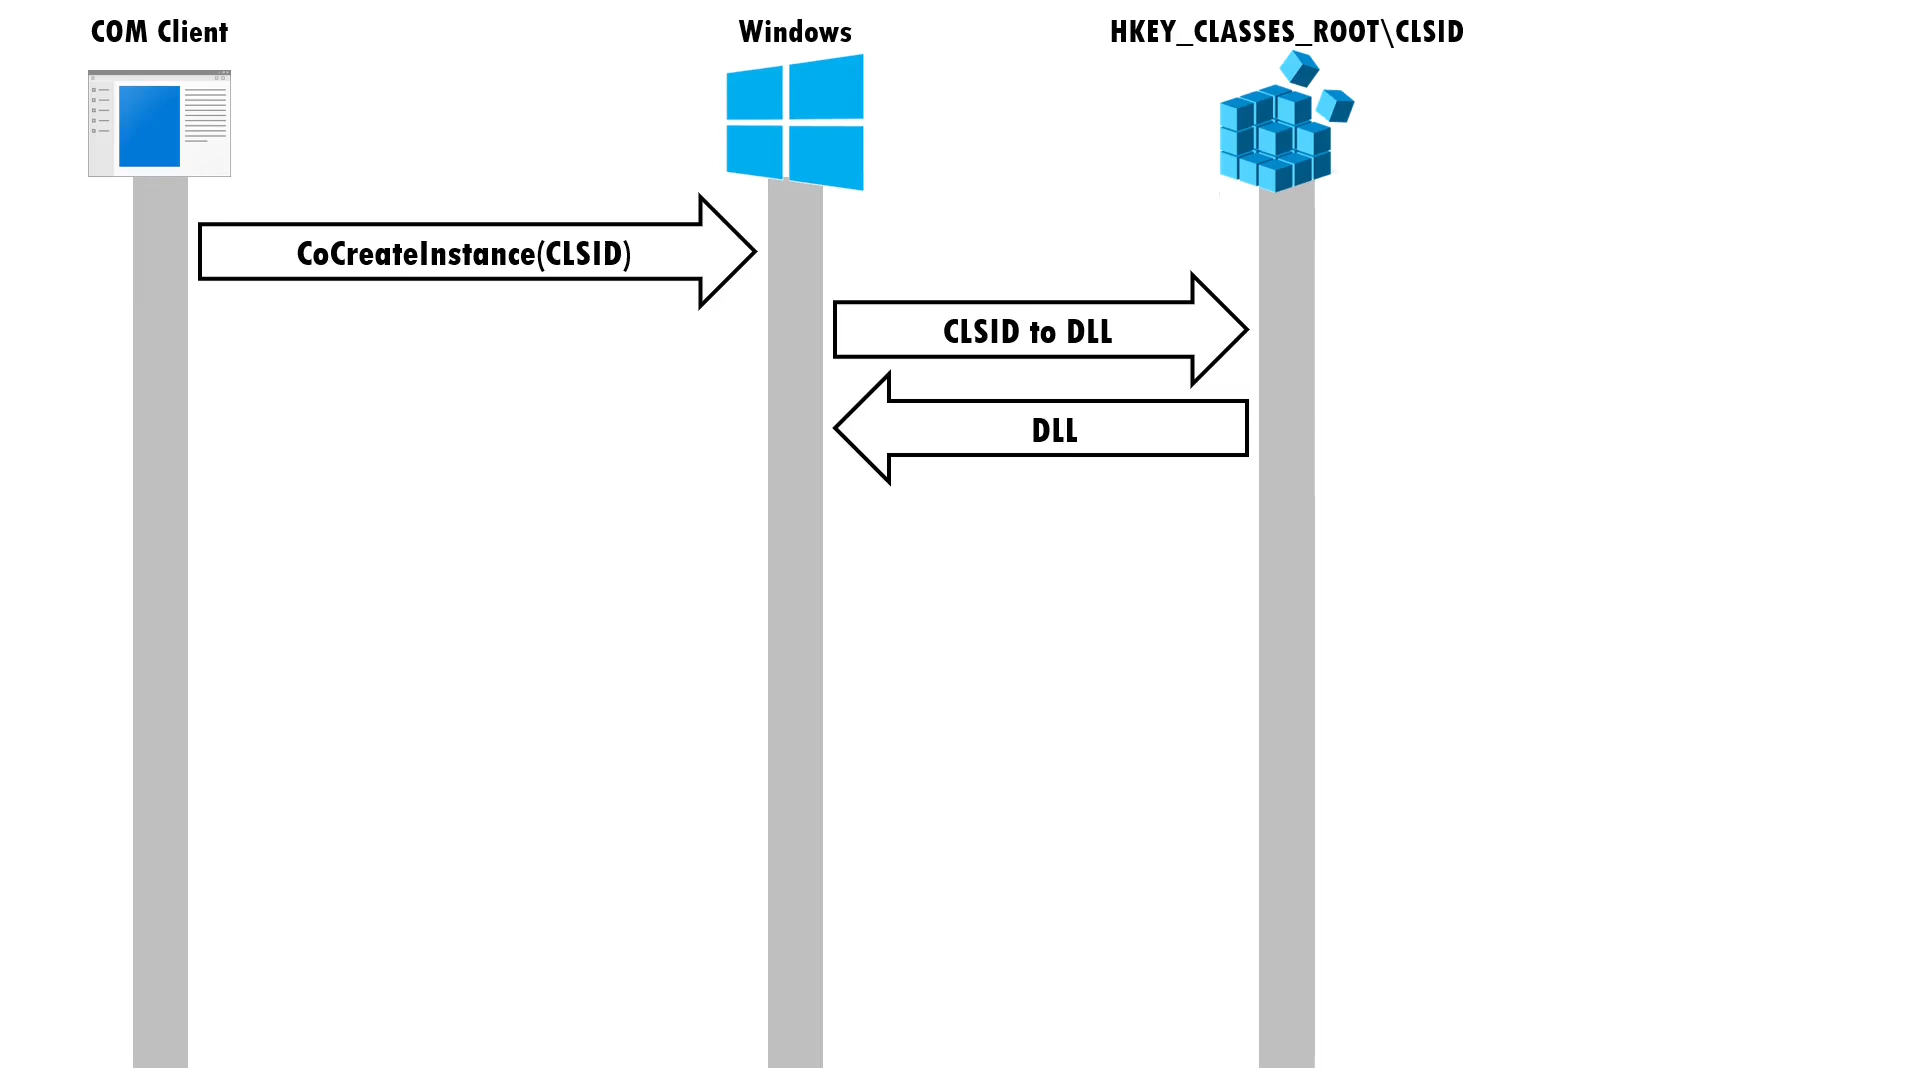 COM Client
Windows
HKEY_CLASSES_ROOT\CLSID
CoCreateInstance(CLSID)
CLSID to DLL
DLL